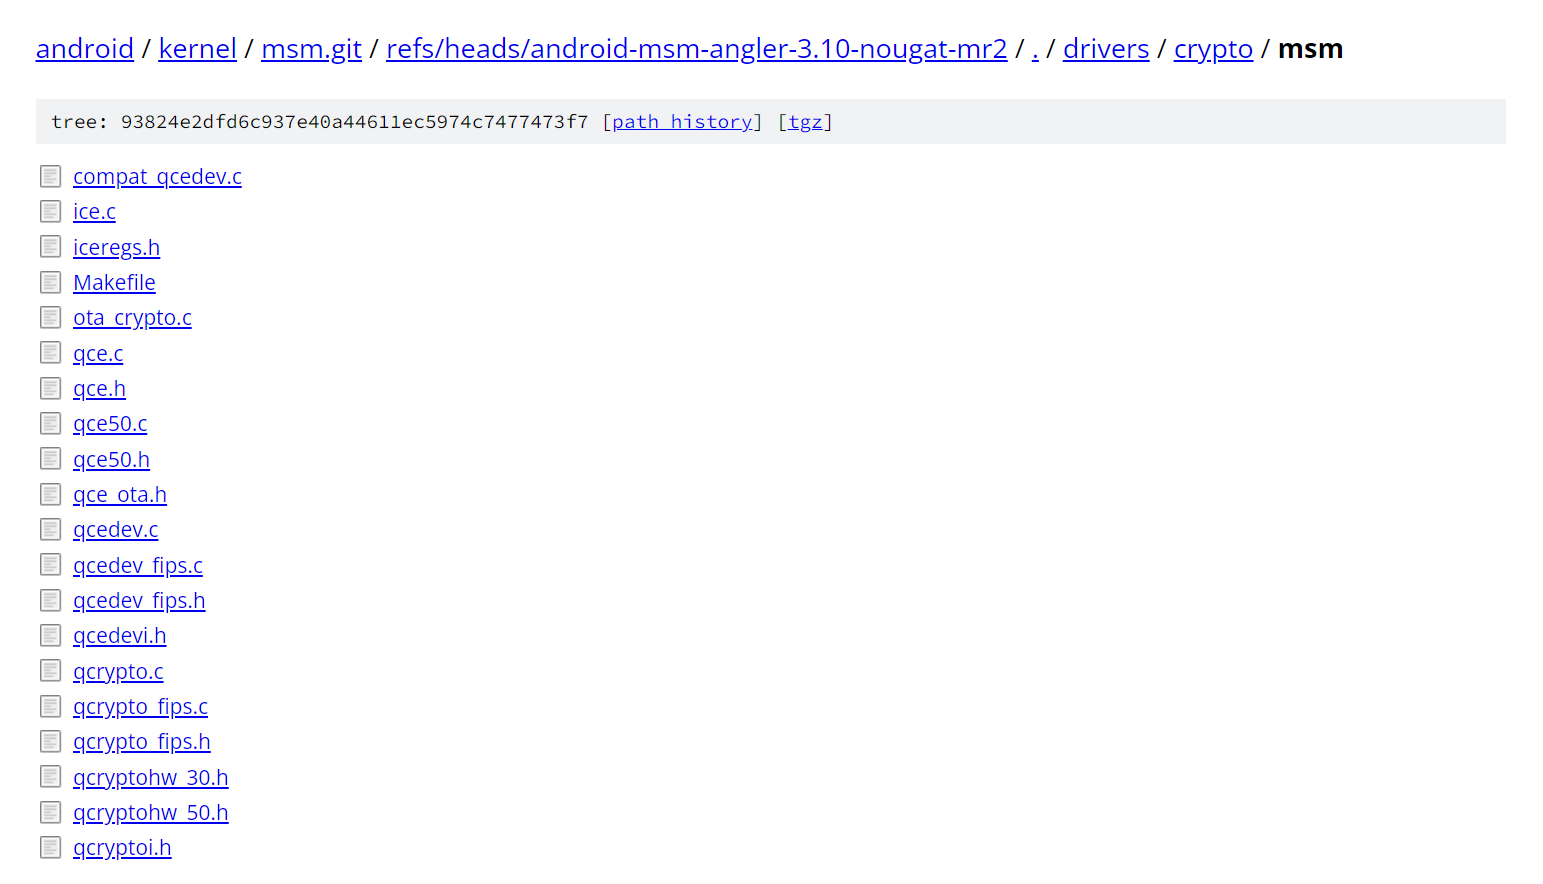 android / kernel / msm.git / refs/heads/android-msm-angler-3.10-nougat-mr2 / . / drivers / crypto / msm
tree: 93824e2dfd6c937e40a44611ec5974c7477473f7 [path history] [tgz]
compat_qcedev.c
ice.c
iceregs.h
Makefile
ota_crypto.c
qce.c
qce.h
qce50.c
qce50.h
qce_ota.h
qcedev.c
qcedev_fips.c
qcedev_fips.h
qcedevi.h
qcrypto.c
qcrypto_fips.c
qcrypto_fips.h
qcryptohw_30.h
qcryptohw_50.h
qcryptoi.h